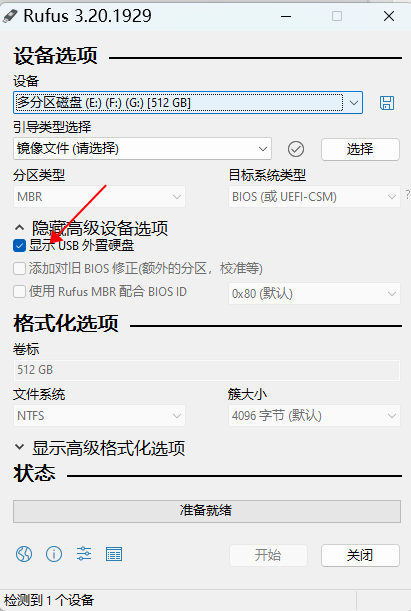 Rufus 3.20.1929
设备选项
设备
多分区磁盘 (E:) (F:) (G:) [512 GB]
引导类型选择
镜像文件 (请选择)
选择
分区类型
目标系统类型
MBR
BIOS (或 UEFI-CSM)
?
隐藏高级设备选项
显示 USB 外置硬盘
添加对旧 BIOS 修正(额外的分区，校准等)
使用 Rufus MBR 配合 BIOS ID
0x80 (默认)
格式化选项
卷标
512 GB
文件系统
簇大小
NTFS
4096 字节 (默认)
显示高级格式化选项
状态
准备就绪
开始
关闭
检测到 1 个设备